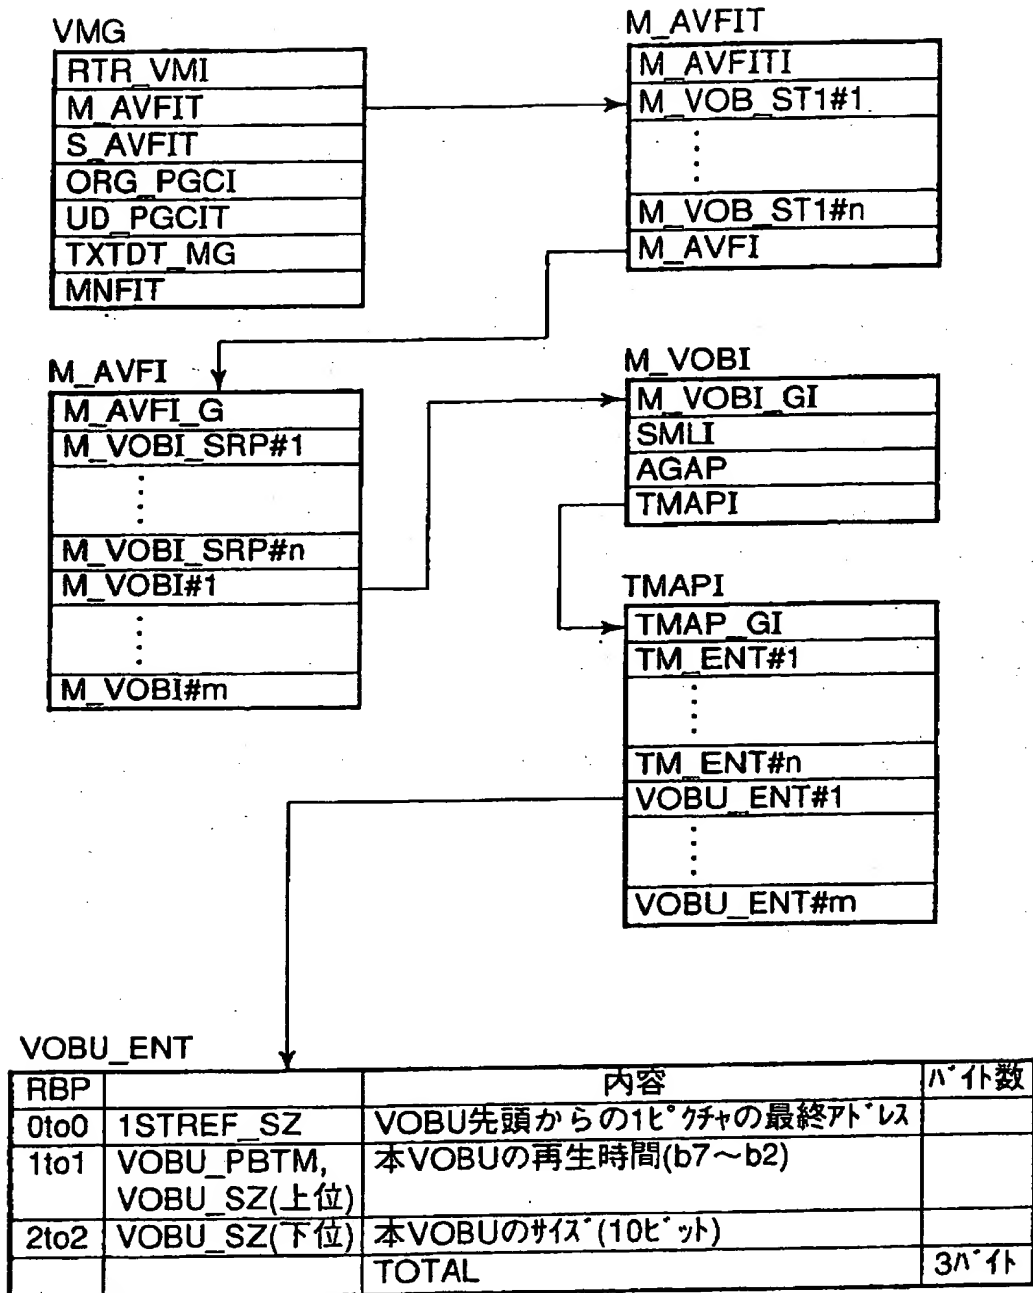 VMG
RTR_VMI
M_AVFIT
S_AVFIT
ORG_PGCI
UD_PGCIT
TXTDT_MG
MNFIT
M_AVFIT
M_AVFITI
M_VOB_ST1#1
M_VOB_ST1#n
M_AVFI
M_AVFI
M_AVFI_G
M_VOBI_SRP#1
M_VOBI_SRP#n
M_VOBI#1
M_VOBI#m
M_VOBI
M_VOBI_GI
SMLI
AGAP
TMAPI
TMAPI
TMAP_GI
TM_ENT#1
TM_ENT#n
VOBU_ENT#1
VOBU_ENT#m
VOBU_ENT
RBP 内容 ﾊﾞｲﾄ数
0to0 1STREF_SZ VOBU先頭からの1ﾋﾟｸﾁｬの最終ｱﾄﾞﾚｽ
1to1 VOBU_PBTM, 本VOBUの再生時間(b7～b2)
VOBU_SZ(上位)
2to2 VOBU_SZ(下位) 本VOBUのｻｲｽﾞ(10ﾋﾞｯﾄ)
TOTAL 3ﾊﾞｲﾄ